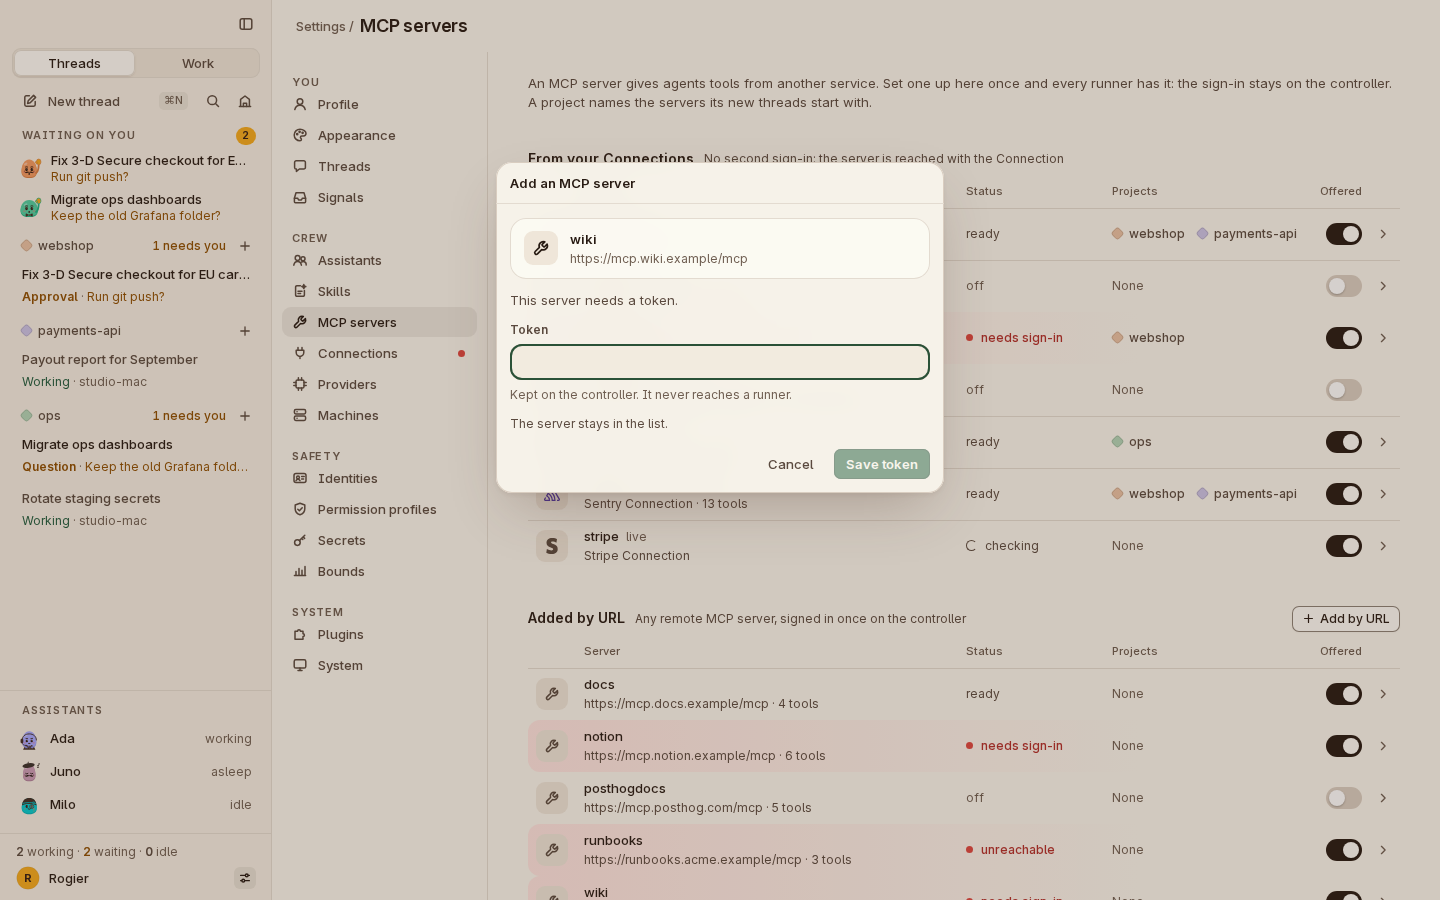 Threads
Work
New thread
⌘N
WAITING ON YOU
2
Fix 3-D Secure checkout for E...
Run git push?
Migrate ops dashboards
Keep the old Grafana folder?
webshop
1 needs you
Fix 3-D Secure checkout for EU car...
Approval · Run git push?
payments-api
Payout report for September
Working · studio-mac
ops
1 needs you
Migrate ops dashboards
Question · Keep the old Grafana fold...
Rotate staging secrets
Working · studio-mac
ASSISTANTS
Ada
working
Juno
asleep
Milo
idle
2 working · 2 waiting · 0 idle
R
Rogier
Settings / MCP servers
YOU
Profile
Appearance
Threads
Signals
CREW
Assistants
Skills
MCP servers
Connections
Providers
Machines
SAFETY
Identities
Permission profiles
Secrets
Bounds
SYSTEM
Plugins
System
An MCP server gives agents tools from another service. Set one up here once and every runner has it: the sign-in stays on the controller.
A project names the servers its new threads start with.
From your Connections
No second sign-in: the server is reached with the Connection
Status
Projects
Offered
ready
webshop
payments-api
off
None
needs sign-in
webshop
off
None
ready
ops
Sentry Connection · 13 tools
ready
webshop
payments-api
stripe live
Stripe Connection
checking
None
Add an MCP server
wiki
https://mcp.wiki.example/mcp
This server needs a token.
Token
Kept on the controller. It never reaches a runner.
The server stays in the list.
Cancel
Save token
Added by URL
Any remote MCP server, signed in once on the controller
Add by URL
Server
Status
Projects
Offered
docs
https://mcp.docs.example/mcp · 4 tools
ready
None
notion
https://mcp.notion.example/mcp · 6 tools
needs sign-in
None
posthogdocs
https://mcp.posthog.com/mcp · 5 tools
off
None
runbooks
https://runbooks.acme.example/mcp · 3 tools
unreachable
None
wiki
needs sign-in
None